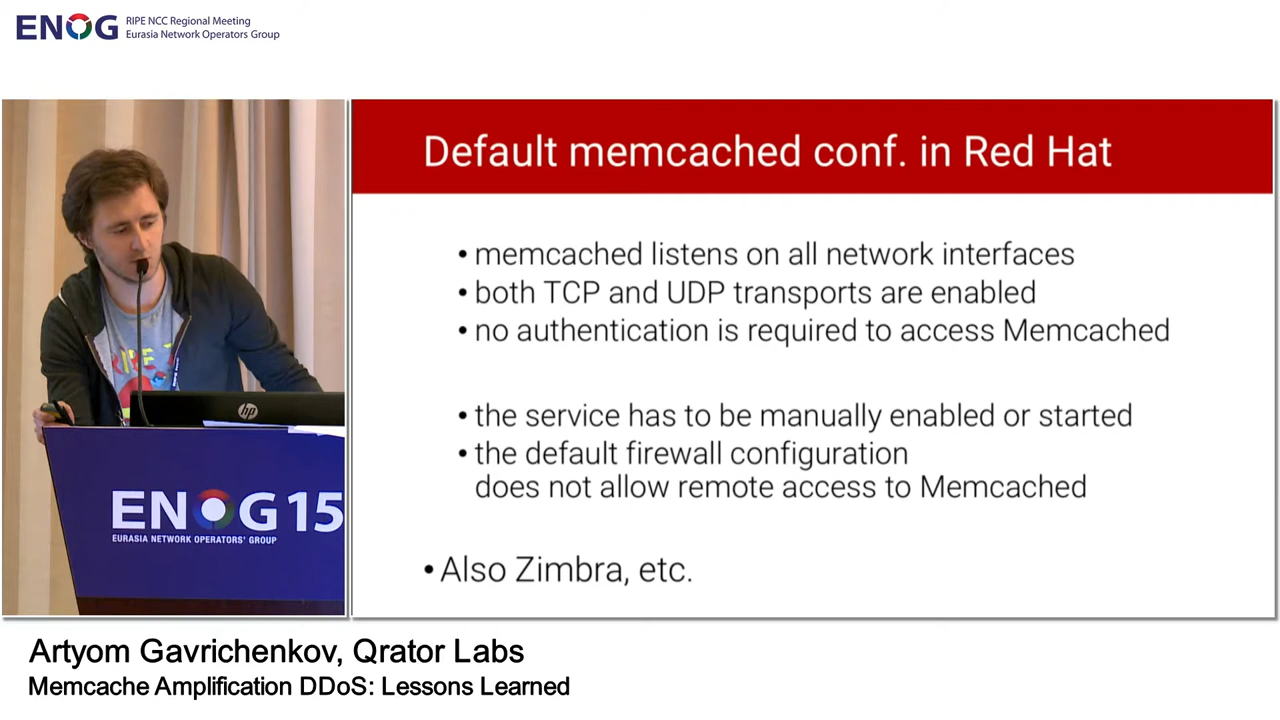 ENOG
RIPE NCC Regional Meeting
Eurasia Network Operators Group
Default memcached conf. in Red Hat
• memcached listens on all network interfaces
• both TCP and UDP transports are enabled
• no authentication is required to access Memcached
• the service has to be manually enabled or started
• the default firewall configuration
does not allow remote access to Memcached
• Also Zimbra, etc.
hp
ENOG 15
EURASIA NETWORK OPERATORS' GROUP
Artyom Gavrichenkov, Qrator Labs
Memcache Amplification DDoS: Lessons Learned